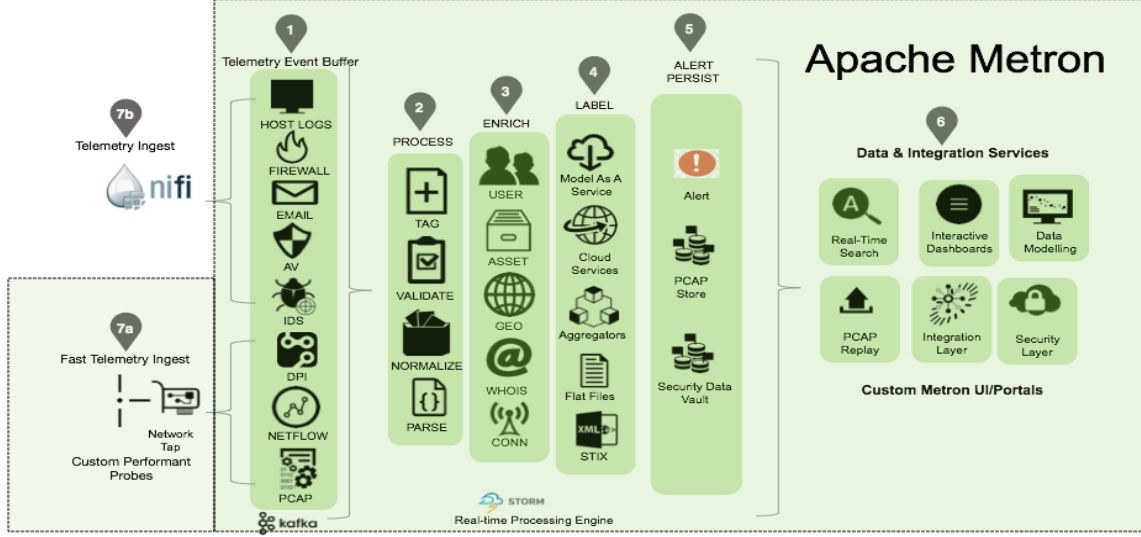 Apache Metron
1
Telemetry Event Buffer
HOST LOGS
FIREWALL
EMAIL
AV
IDS
DPI
NETFLOW
PCAP
kafka
7b
Telemetry Ingest
nifi
7a
Fast Telemetry Ingest
Network
Tap
Custom Performant
Probes
2
PROCESS
TAG
VALIDATE
NORMALIZE
{}
PARSE
3
ENRICH
USER
ASSET
GEO
@
WHOIS
CONN
4
LABEL
Model As A
Service
Cloud
Services
Aggregators
Flat Files
XML
STIX
5
ALERT
PERSIST
!
Alert
PCAP
Store
Security Data
Vault
STORM
Real-time Processing Engine
6
Data & Integration Services
A
Real-Time
Search
Interactive
Dashboards
Data
Modelling
PCAP
Replay
Integration
Layer
Security
Layer
Custom Metron UI/Portals